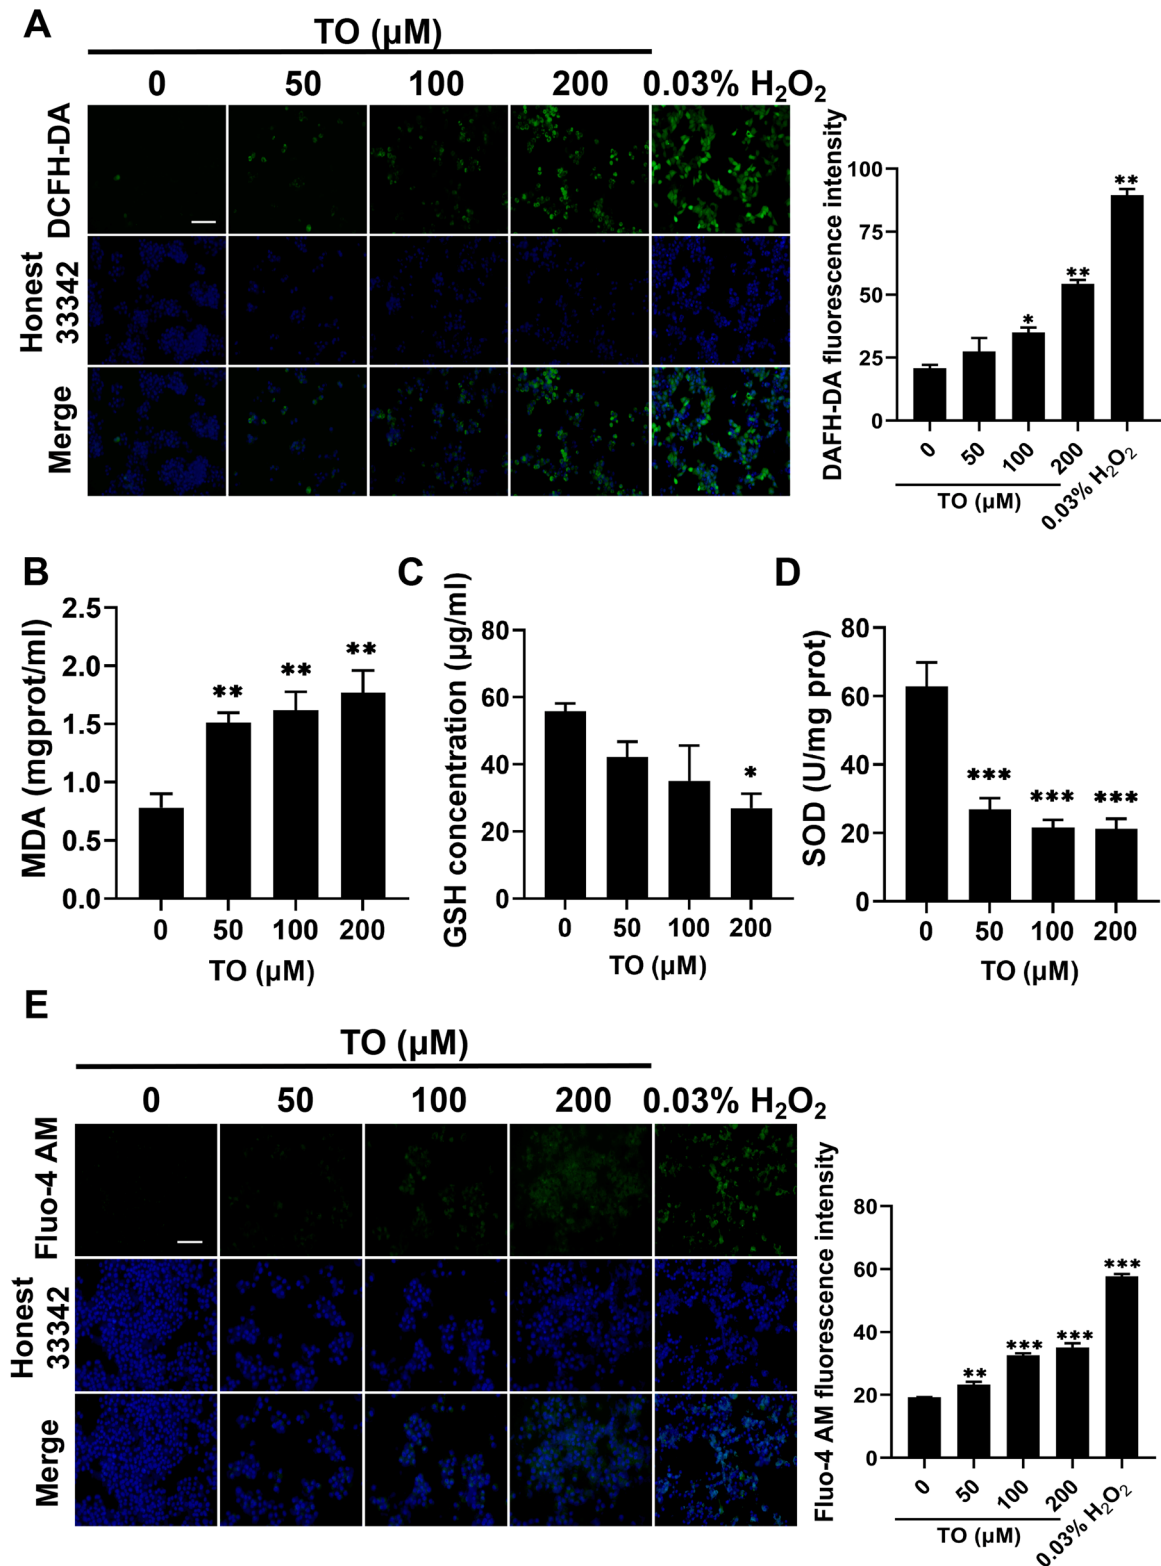 A
TO (µM)
0 50 100 200 0.03% H₂O₂
DCFH-DA
Honest
33342
Merge
DAFH-DA fluorescence intensity
100
75
50
25
0
** 
**
*
0 50 100 200 0.03% H₂O₂
TO (µM)
B
MDA (mgprot/ml)
2.5
2.0
1.5
1.0
0.5
0.0
** ** **
0 50 100 200
TO (µM)
C
GSH concentration (µg/ml)
80
60
40
20
0
*
0 50 100 200
TO (µM)
D
SOD (U/mg prot)
80
60
40
20
0
*** *** ***
0 50 100 200
TO (µM)
E
TO (µM)
0 50 100 200 0.03% H₂O₂
Fluo-4 AM
Honest
33342
Merge
Fluo-4 AM fluorescence intensity
80
60
40
20
0
** *** *** ***
0 50 100 200 0.03% H₂O₂
TO (µM)